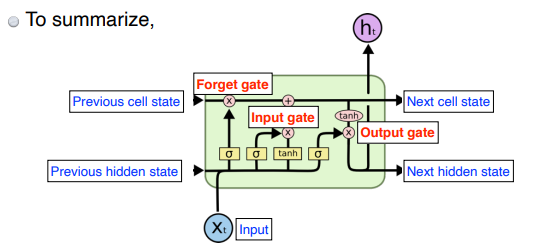 To summarize,
hₜ
Forget gate
Previous cell state
x
+
Next cell state
Input gate
tanh
x
x
Output gate
σ
σ
tanh
σ
Previous hidden state
Next hidden state
Xₜ
Input